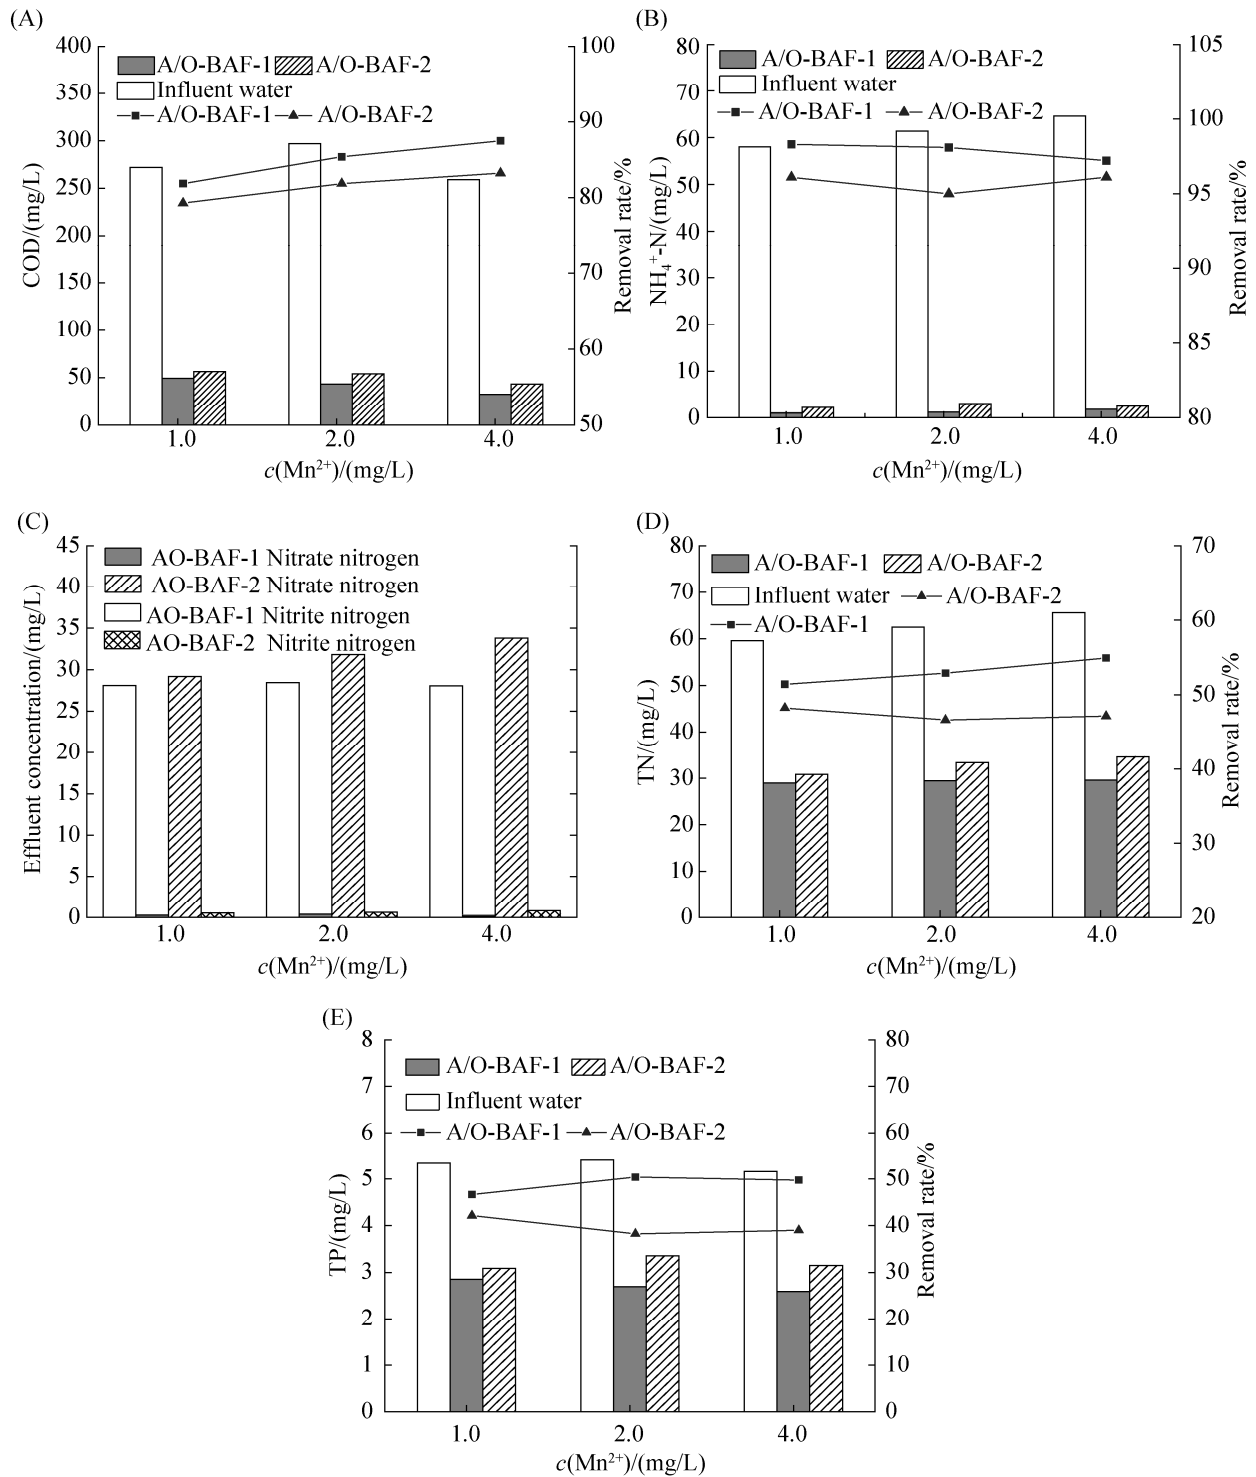 (A)
400
350
300
250
200
150
100
50
0
COD/(mg/L)
A/O-BAF-1 A/O-BAF-2
Influent water
A/O-BAF-1 A/O-BAF-2
100
90
80
70
60
50
Removal rate/%
1.0 2.0 4.0
c(Mn²⁺)/(mg/L)
(B)
80
70
60
50
40
30
20
10
0
NH₄⁺-N/(mg/L)
A/O-BAF-1 A/O-BAF-2
Influent water
A/O-BAF-1 A/O-BAF-2
105
100
95
90
85
80
Removal rate/%
1.0 2.0 4.0
c(Mn²⁺)/(mg/L)
(C)
45
40
35
30
25
20
15
10
5
0
Effluent concentration/(mg/L)
AO-BAF-1 Nitrate nitrogen
AO-BAF-2 Nitrate nitrogen
AO-BAF-1 Nitrite nitrogen
AO-BAF-2 Nitrite nitrogen
1.0 2.0 4.0
c(Mn²⁺)/(mg/L)
(D)
80
70
60
50
40
30
20
10
0
TN/(mg/L)
A/O-BAF-1 A/O-BAF-2
Influent water A/O-BAF-2
A/O-BAF-1
70
60
50
40
30
20
Removal rate/%
1.0 2.0 4.0
c(Mn²⁺)/(mg/L)
(E)
8
7
6
5
4
3
2
1
0
TP/(mg/L)
A/O-BAF-1 A/O-BAF-2
Influent water
A/O-BAF-1 A/O-BAF-2
80
70
60
50
40
30
20
10
0
Removal rate/%
1.0 2.0 4.0
c(Mn²⁺)/(mg/L)